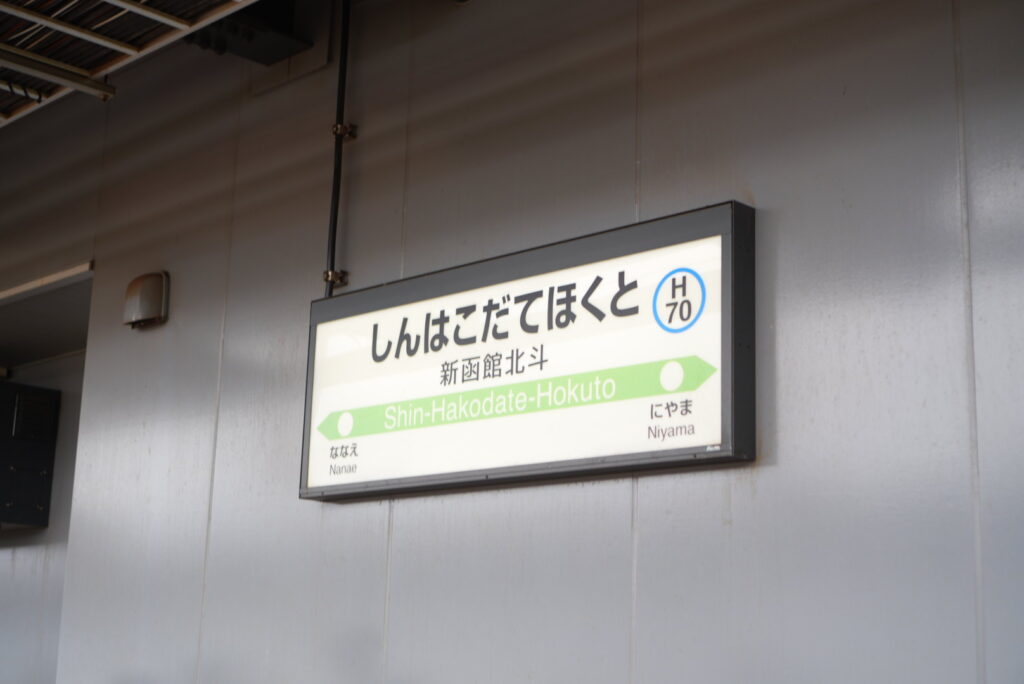 しんはこだてほくと
H
70
新函館北斗
Shin-Hakodate-Hokuto
ななえ
Nanae
にやま
Niyama